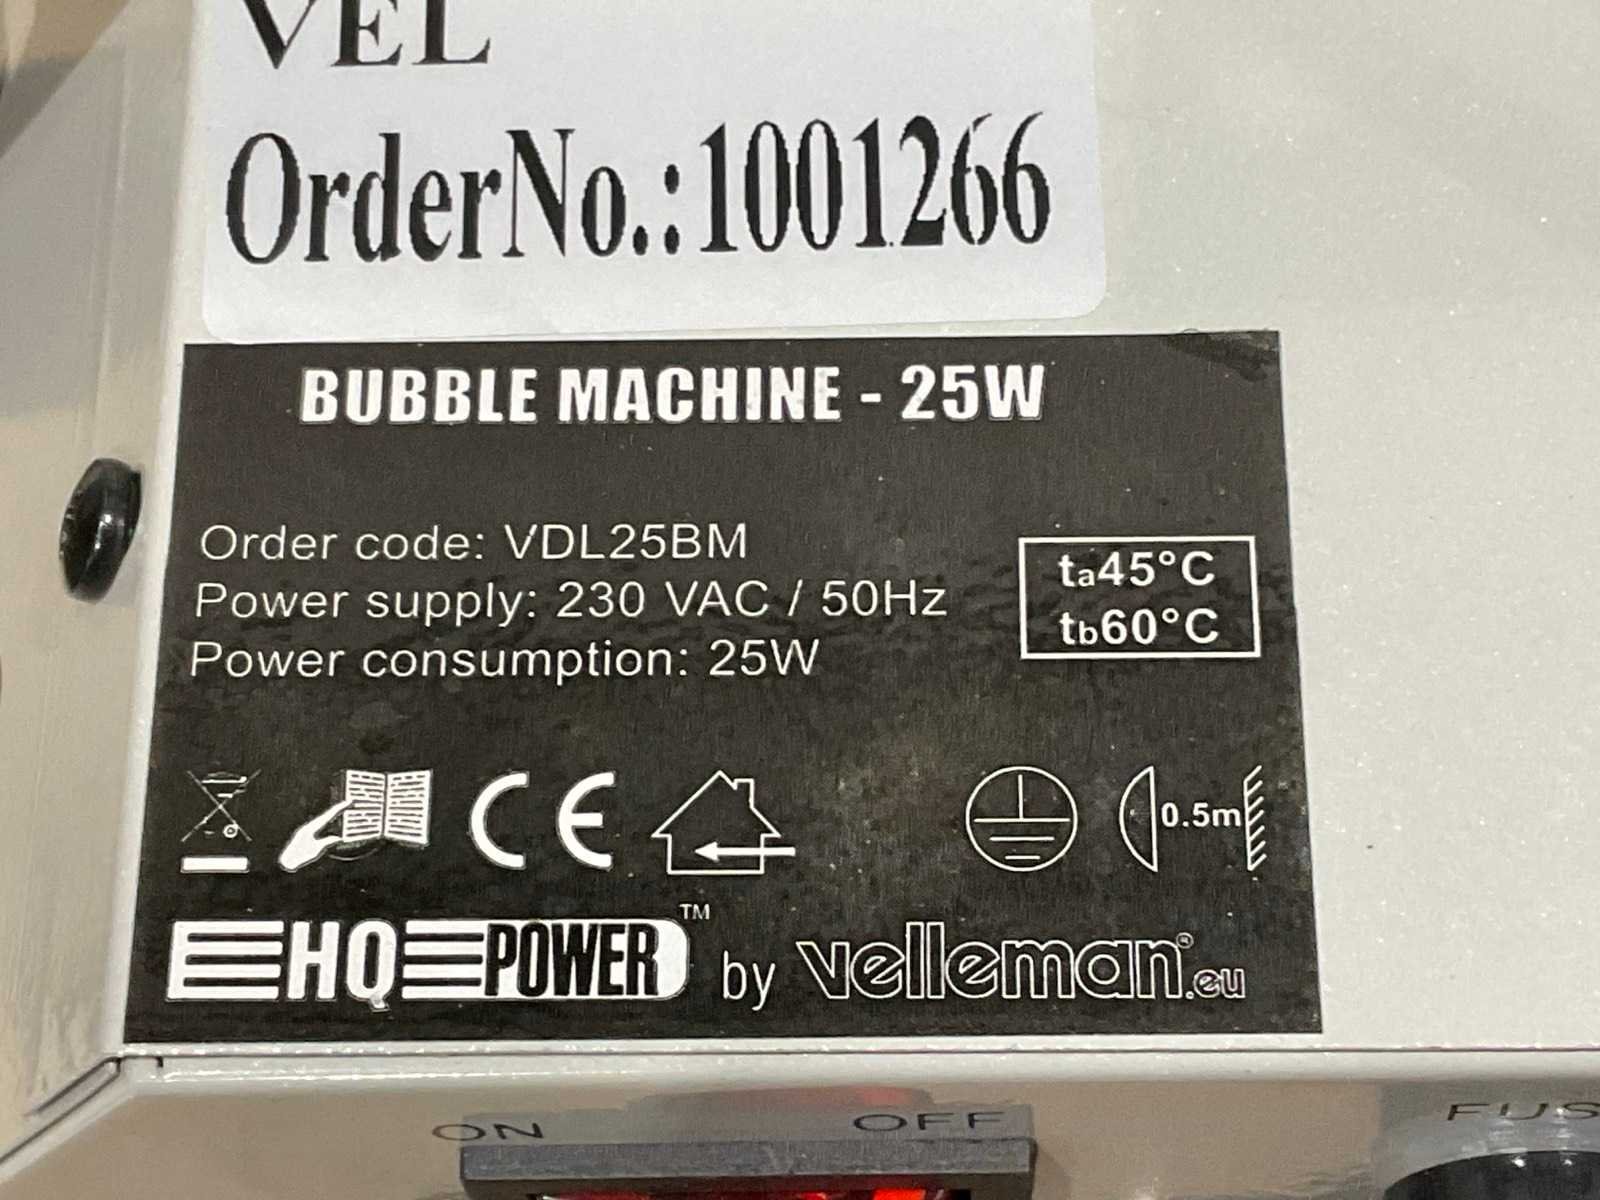 VEL
OrderNo.:1001266
BUBBLE MACHINE - 25W
Order code: VDL25BM
Power supply: 230 VAC / 50Hz
Power consumption: 25W
ta45°C
tb60°C
CE
0.5m
HQ POWER™ by velleman®.eu
ON OFF
FUS